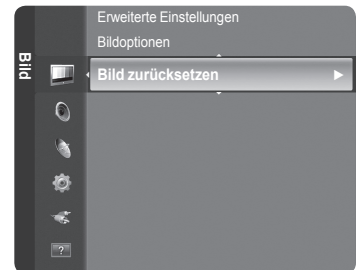 Erweiterte Einstellungen
Bildoptionen
Bild
Bild zurücksetzen
?